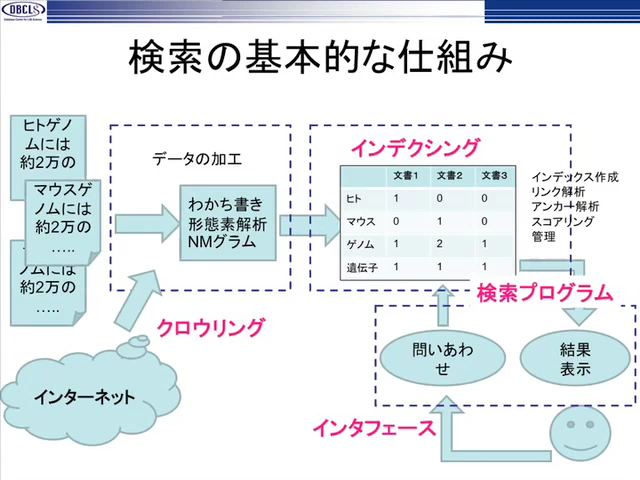 DBCLS
Database Center for Life Science
検索の基本的な仕組み
ヒトゲノ
ムには
約2万の
マウスゲ
ノムには
約2万の
…..
ノムには
約2万の
…..
データの加工
わかち書き
形態素解析
NMグラム
インデクシング
文書1 文書2 文書3
ヒト 1 0 0
マウス 0 1 0
ゲノム 1 2 1
遺伝子 1 1 1
インデックス作成
リンク解析
アンカー解析
スコアリング
管理
検索プログラム
クロウリング
問いあわ
せ
結果
表示
インターネット
インタフェース